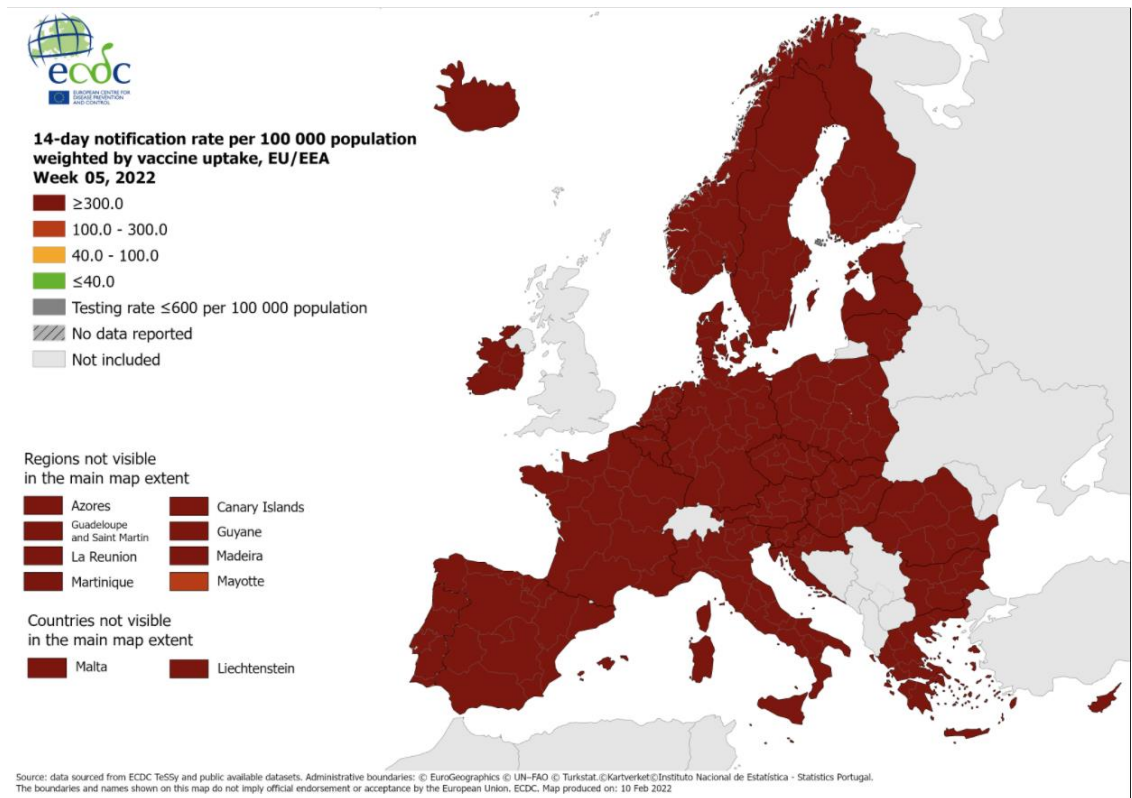 ecdc
EUROPEAN CENTRE FOR
DISEASE PREVENTION
AND CONTROL
14-day notification rate per 100 000 population
weighted by vaccine uptake, EU/EEA
Week 05, 2022
≥300.0
100.0 - 300.0
40.0 - 100.0
≤40.0
Testing rate ≤600 per 100 000 population
No data reported
Not included
Regions not visible
in the main map extent
Azores
Canary Islands
Guadeloupe
and Saint Martin
Guyane
La Reunion
Madeira
Martinique
Mayotte
Countries not visible
in the main map extent
Malta
Liechtenstein
Source: data sourced from ECDC TeSSy and public available datasets. Administrative boundaries: © EuroGeographics © UN–FAO © Turkstat.©Kartverket©Instituto Nacional de Estatística - Statistics Portugal.
The boundaries and names shown on this map do not imply official endorsement or acceptance by the European Union. ECDC. Map produced on: 10 Feb 2022